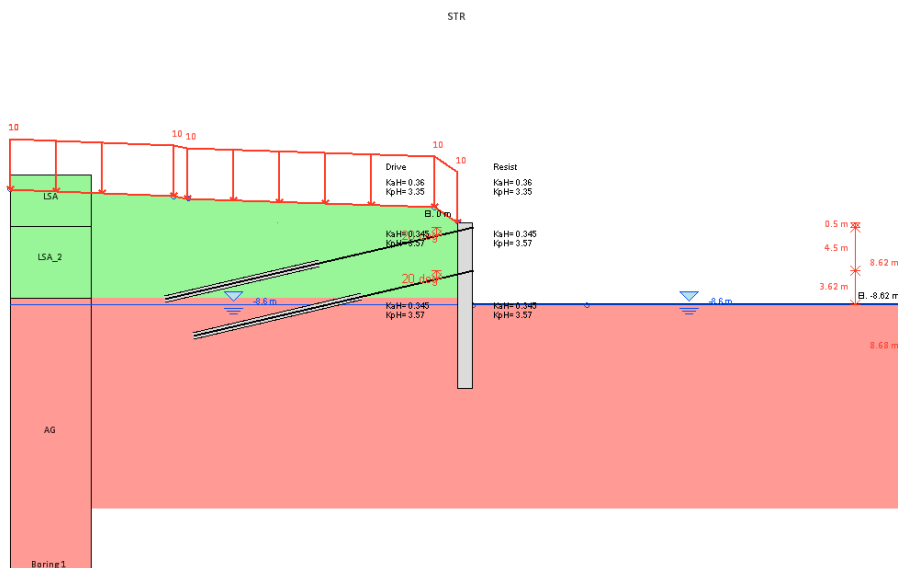 STR
10
10 10
10
10
Drive
KaH= 0.36
KpH= 3.35
Resist
KaH= 0.36
KpH= 3.35
LSA
El. 0 m
KaH= 0.345
KpH= 3.57
KaH= 0.345
KpH= 3.57
0.5 m
4.5 m
8.62 m
LSA_2
20 deg
3.62 m
El. -8.62 m
-8.6 m
-8.6 m
KaH= 0.345
KpH= 3.57
KaH= 0.345
KpH= 3.57
8.68 m
AG
Boring 1